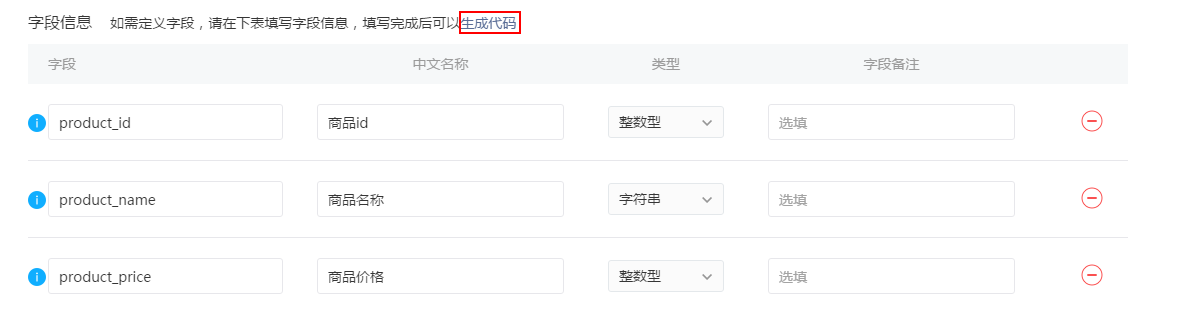 字段信息 如需定义字段，请在下表填写字段信息，填写完成后可以生成代码
字段 中文名称 类型 字段备注
product_id 商品id 整数型 选填
product_name 商品名称 字符串 选填
product_price 商品价格 整数型 选填